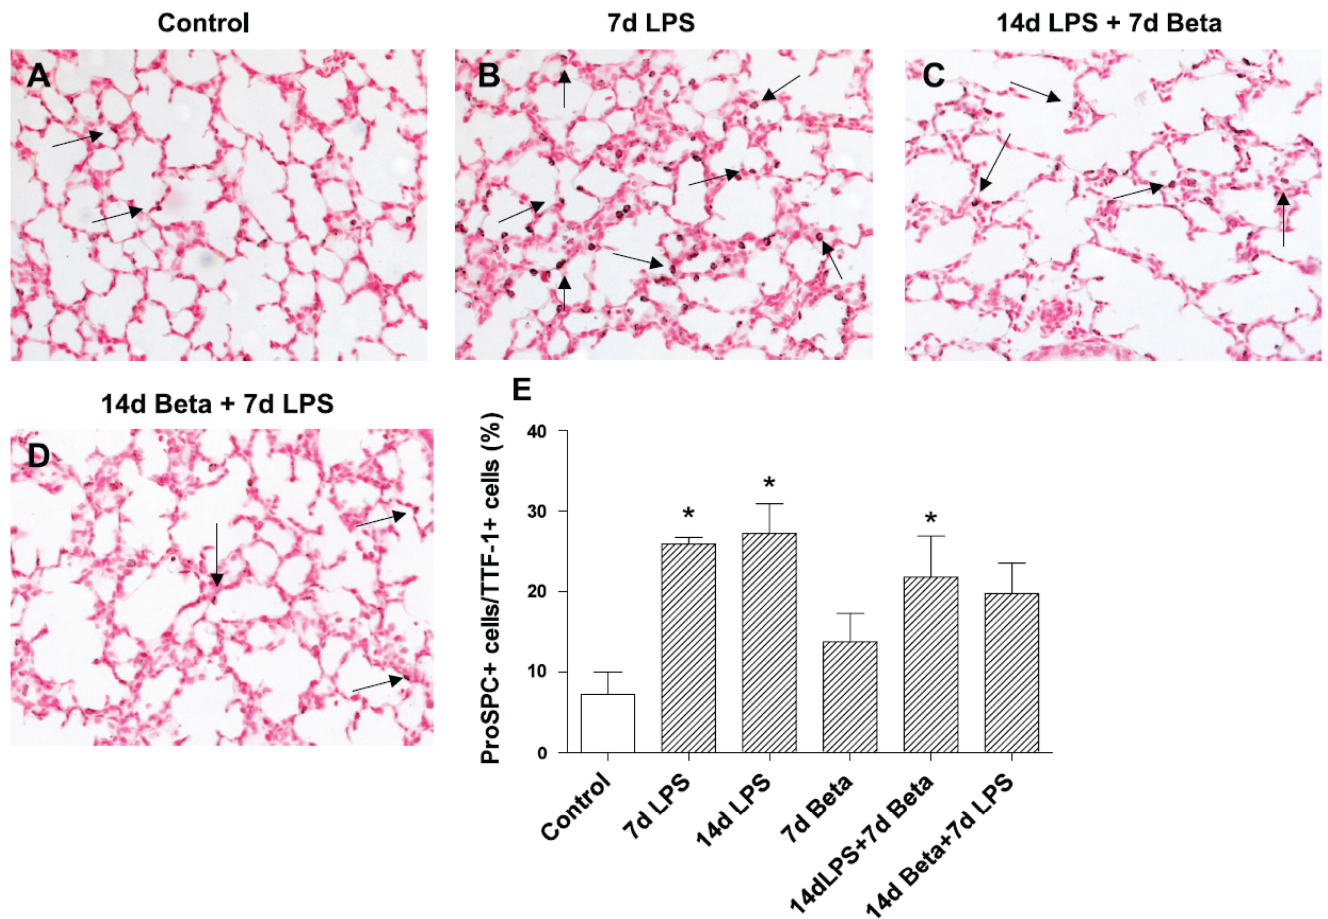 Control
7d LPS
14d LPS + 7d Beta
A
B
C
14d Beta + 7d LPS
D
E
ProSPC+ cells/TTF-1+ cells (%)
40
30
20
10
0
*
*
*
Control
7d LPS
14d LPS
7d Beta
14dLPS+7d Beta
14d Beta+7d LPS